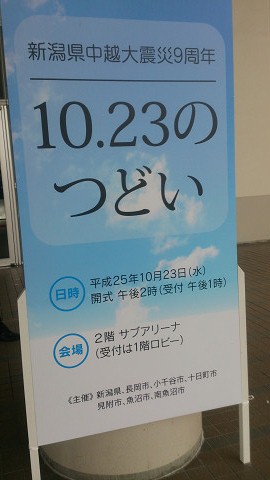 新潟県中越大震災9周年
10.23の
つどい
日時
平成25年10月23日(水)
開式 午後2時(受付 午後1時)
会場
2階 サブアリーナ
(受付は1階ロビー)
《主催》新潟県、長岡市、小千谷市、十日町市
見附市、魚沼市、南魚沼市